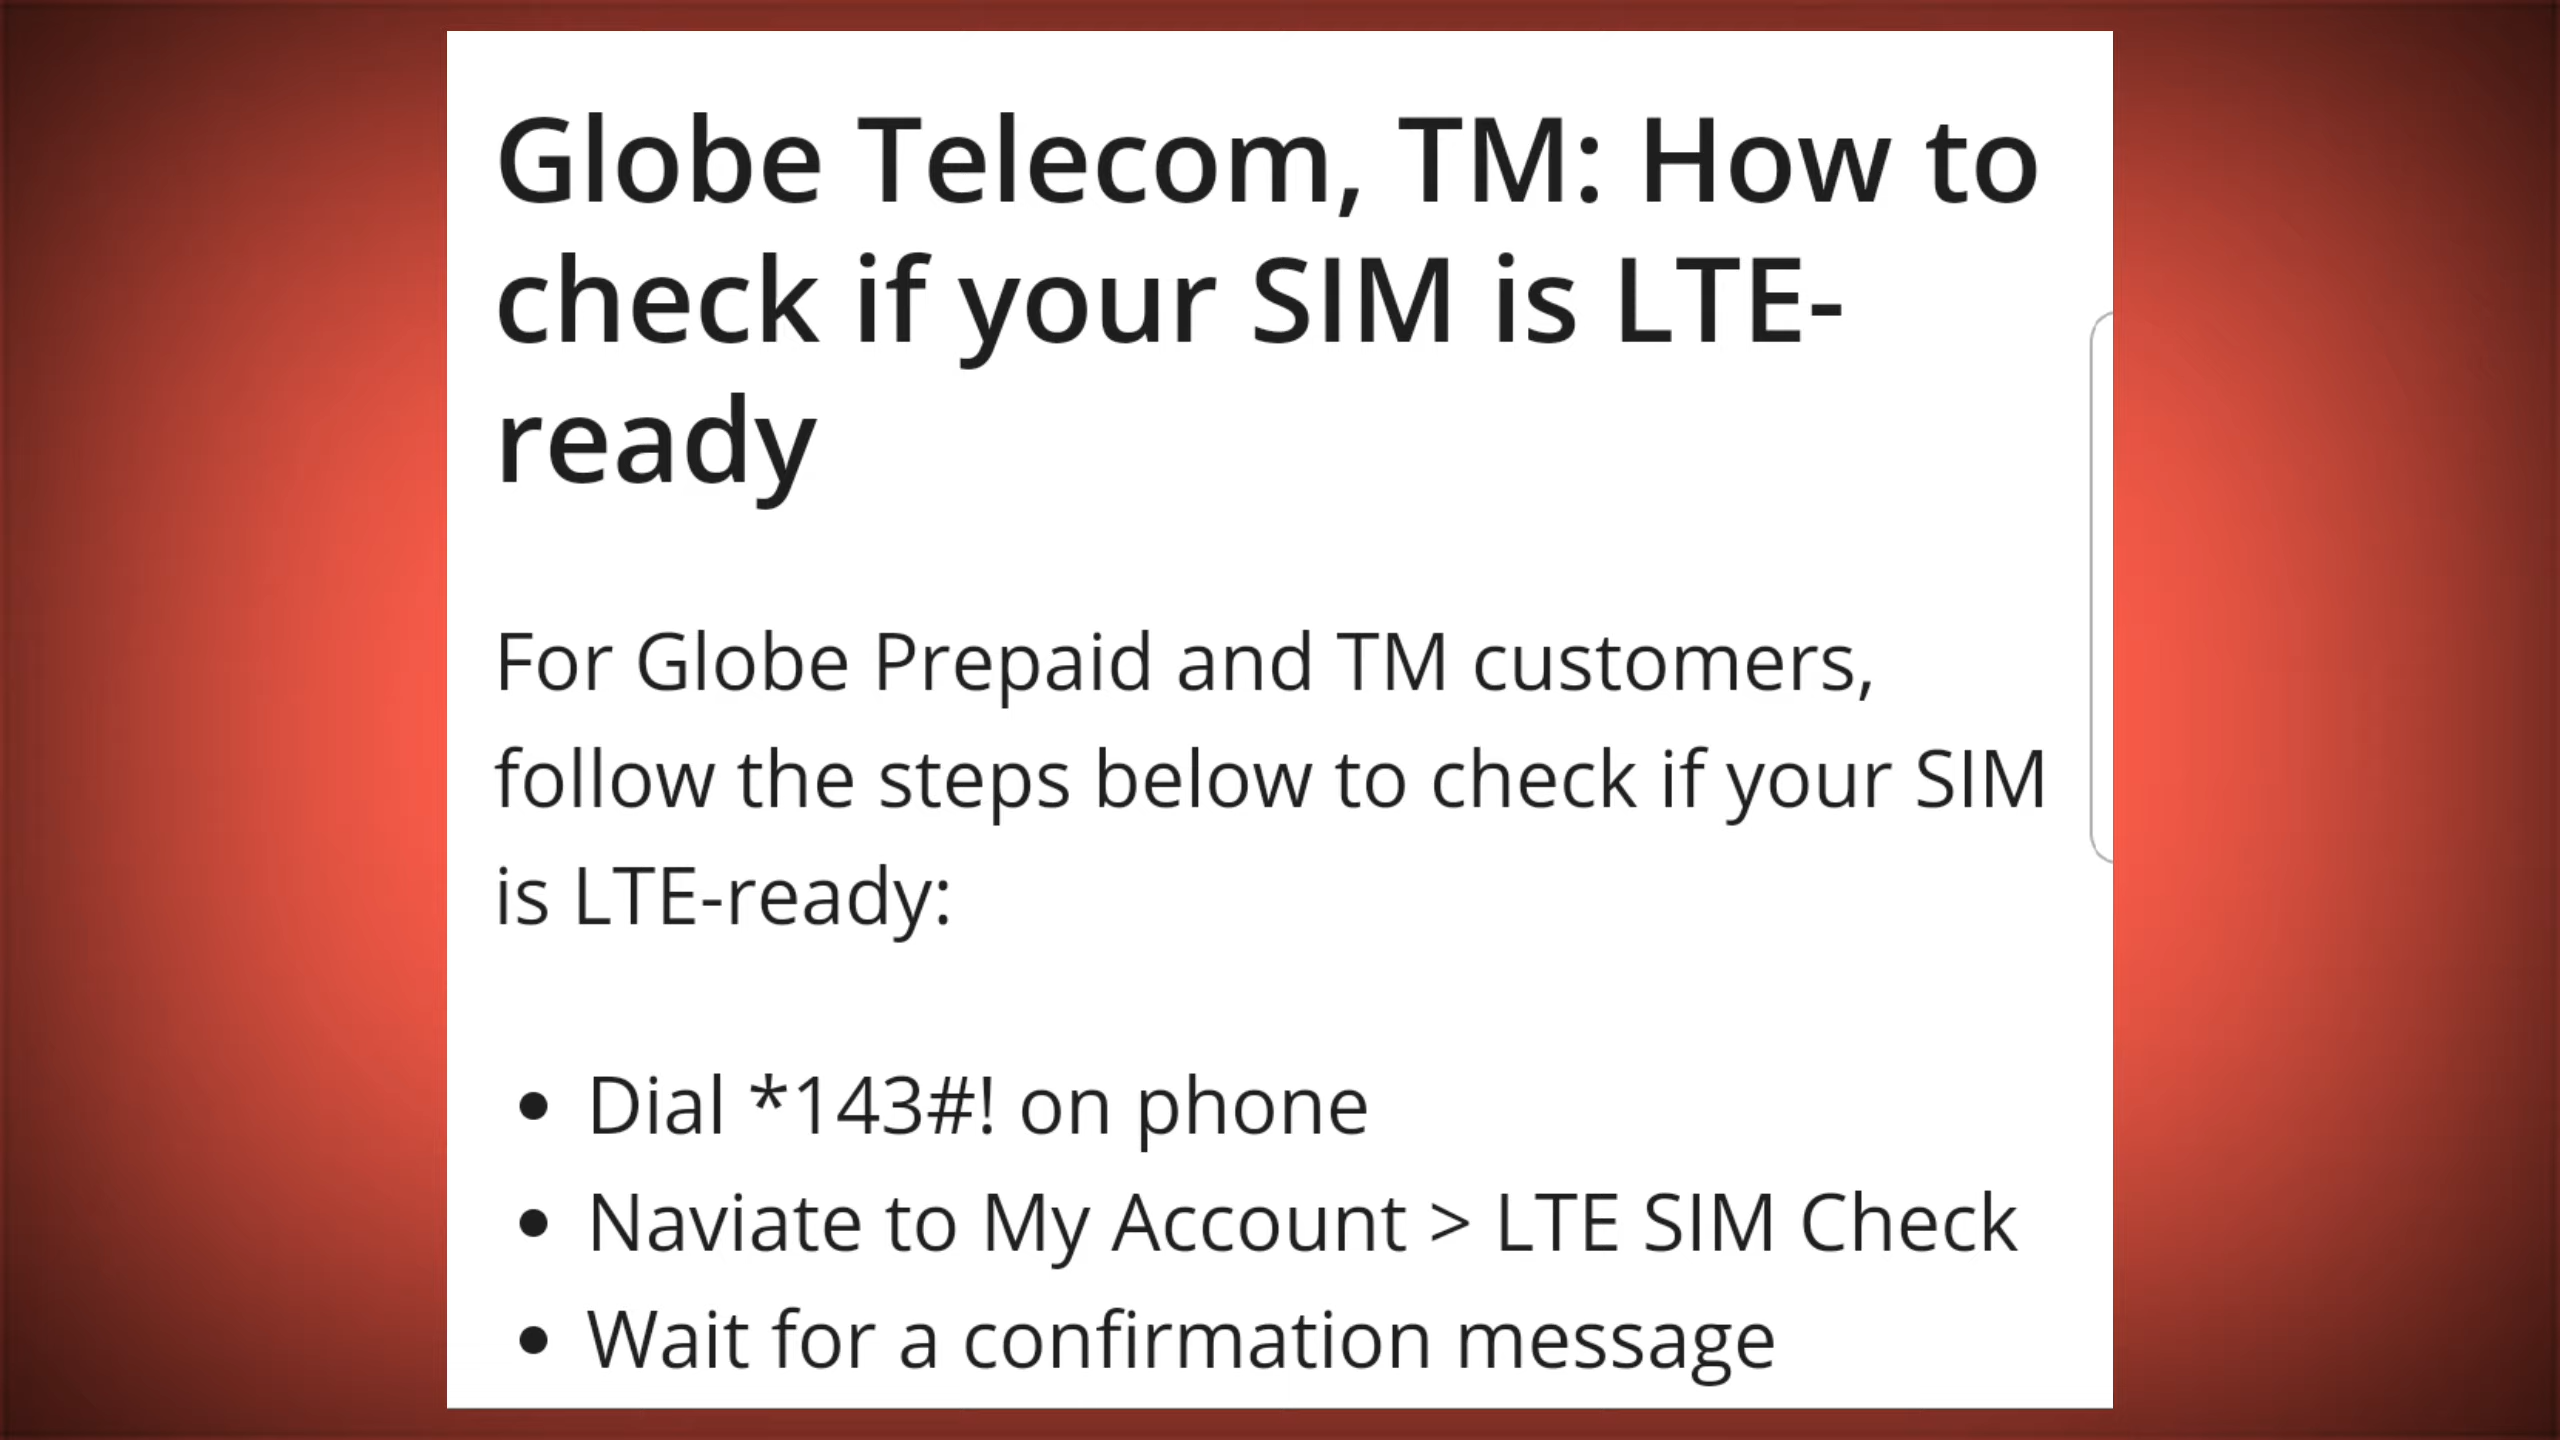 Globe Telecom, TM: How to
check if your SIM is LTE-
ready
For Globe Prepaid and TM customers,
follow the steps below to check if your SIM
is LTE-ready:
• Dial *143#! on phone
• Naviate to My Account > LTE SIM Check
• Wait for a confirmation message